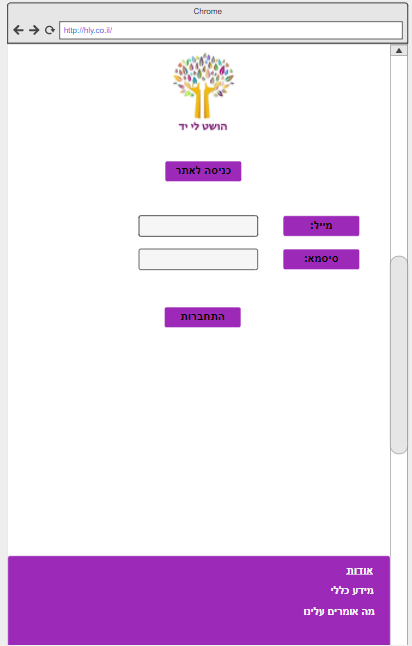 Chrome
http://hly.co.il/
הושט לי יד
כניסה לאתר
מייל:
סיסמא:
התחברות
אודות
מידע כללי
מה אומרים עלינו